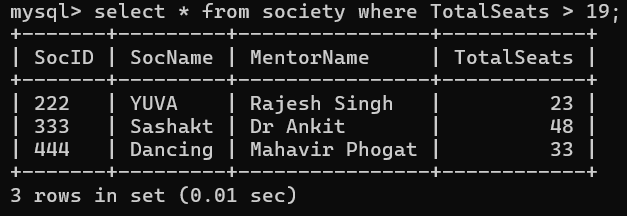 mysql> select * from society where TotalSeats > 19;
+-------+---------+----------------+------------+
| SocID | SocName | MentorName     | TotalSeats |
+-------+---------+----------------+------------+
| 222   | YUVA    | Rajesh Singh   |         23 |
| 333   | Sashakt | Dr Ankit       |         48 |
| 444   | Dancing | Mahavir Phogat |         33 |
+-------+---------+----------------+------------+
3 rows in set (0.01 sec)